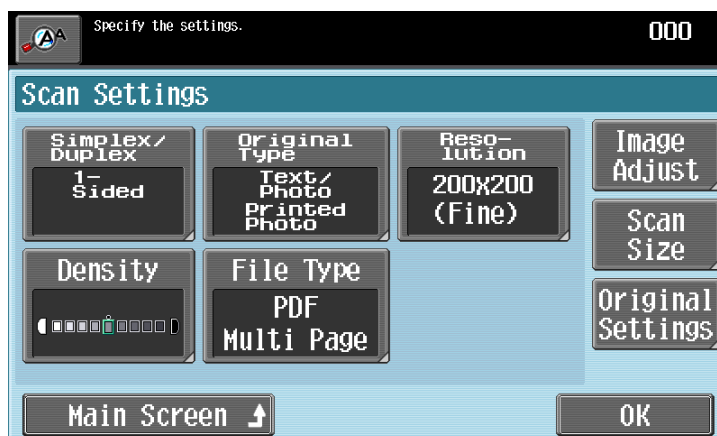 Specify the settings.
000
Scan Settings
Simplex/
Duplex
1-
Sided
Original
Type
Text/
Photo
Printed
Photo
Reso-
lution
200X200
(Fine)
Image
Adjust
Density
File Type
PDF
Multi Page
Scan
Size
Original
Settings
Main Screen
OK